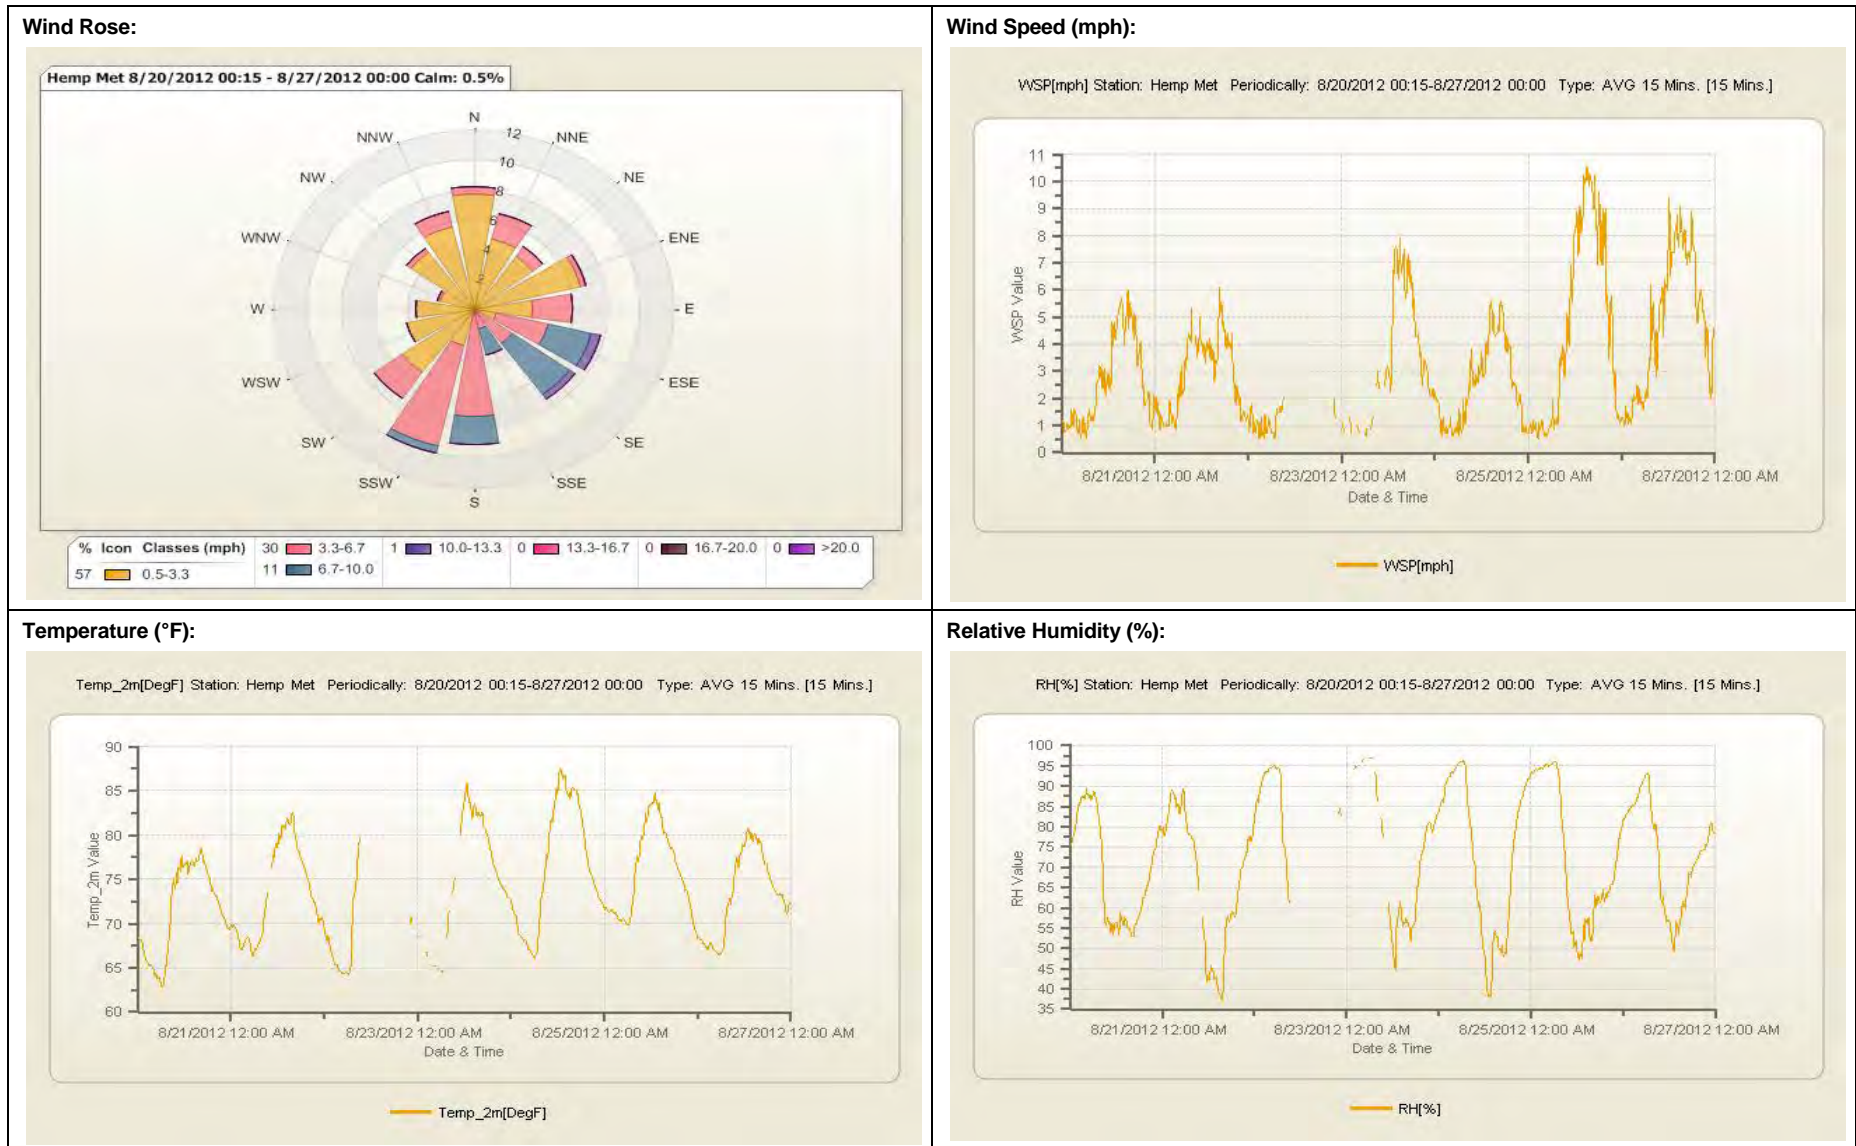 Wind Rose:
Hemp Met 8/20/2012 00:15 - 8/27/2012 00:00 Calm: 0.5%
N
NNE
NE
ENE
E
ESE
SE
SSE
S
SSW
SW
WSW
W
WNW
NW
NNW
12
10
8
6
4
2
% Icon Classes (mph) 30 3.3-6.7 1 10.0-13.3 0 13.3-16.7 0 16.7-20.0 0 >20.0
57 0.5-3.3 11 6.7-10.0
Wind Speed (mph):
WSP[mph] Station: Hemp Met Periodically: 8/20/2012 00:15-8/27/2012 00:00 Type: AVG 15 Mins. [15 Mins.]
11
10
9
8
7
6
5
4
3
2
1
0
WSP Value
8/21/2012 12:00 AM 8/23/2012 12:00 AM 8/25/2012 12:00 AM 8/27/2012 12:00 AM
Date & Time
WSP[mph]
Temperature (°F):
Temp_2m[DegF] Station: Hemp Met Periodically: 8/20/2012 00:15-8/27/2012 00:00 Type: AVG 15 Mins. [15 Mins.]
90
85
80
75
70
65
60
Temp_2m Value
8/21/2012 12:00 AM 8/23/2012 12:00 AM 8/25/2012 12:00 AM 8/27/2012 12:00 AM
Date & Time
Temp_2m[DegF]
Relative Humidity (%):
RH[%] Station: Hemp Met Periodically: 8/20/2012 00:15-8/27/2012 00:00 Type: AVG 15 Mins. [15 Mins.]
100
95
90
85
80
75
70
65
60
55
50
45
40
35
RH Value
8/21/2012 12:00 AM 8/23/2012 12:00 AM 8/25/2012 12:00 AM 8/27/2012 12:00 AM
Date & Time
RH[%]